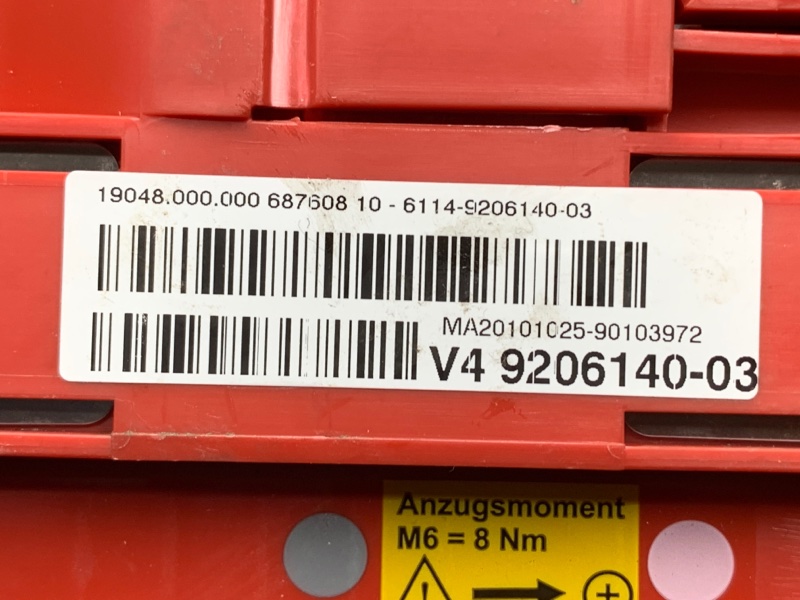 19048.000.000 687608 10 - 6114-9206140-03
MA20101025-90103972
V4 9206140-03
Anzugsmoment
M6 = 8 Nm